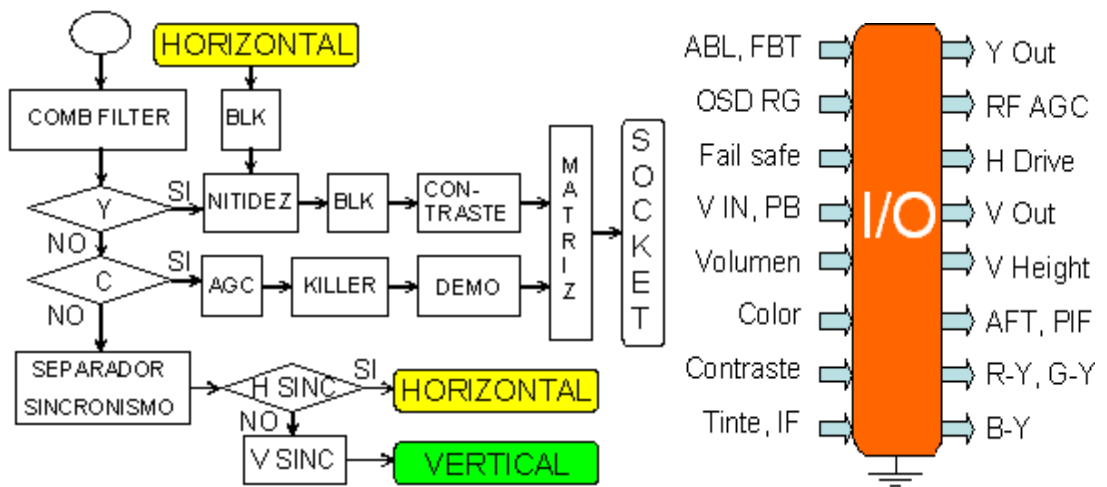 HORIZONTAL
COMB FILTER
BLK
Y
SI
NITIDEZ
BLK
CON-
TRASTE
NO
C
SI
AGC
KILLER
DEMO
NO
MATRIZ
SOCKET
SEPARADOR
SINCRONISMO
H SINC
SI
HORIZONTAL
NO
V SINC
VERTICAL
ABL, FBT
OSD RG
Fail safe
V IN, PB
Volumen
Color
Contraste
Tinte, IF
I/O
Y Out
RF AGC
H Drive
V Out
V Height
AFT, PIF
R-Y, G-Y
B-Y